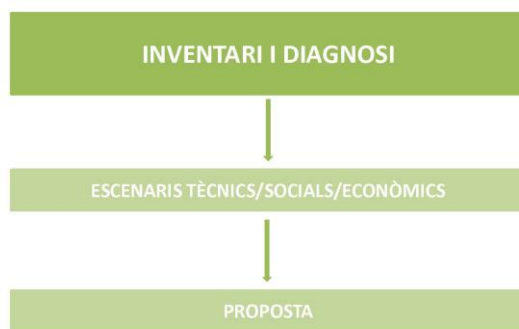 INVENTARI I DIAGNOSI
ESCENARIS TÈCNICS/SOCIALS/ECONÒMICS
PROPOSTA